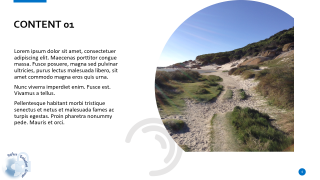 CONTENT 01
Lorem ipsum dolor sit amet, consectetuer
adipiscing elit. Maecenas porttitor congue
massa. Fusce posuere, magna sed pulvinar
ultricies, purus lectus malesuada libero, sit
amet commodo magna eros quis urna.
Nunc viverra imperdiet enim. Fusce est.
Vivamus a tellus.
Pellentesque habitant morbi tristique
senectus et netus et malesuada fames ac
turpis egestas. Proin pharetra nonummy
pede. Mauris et orci.